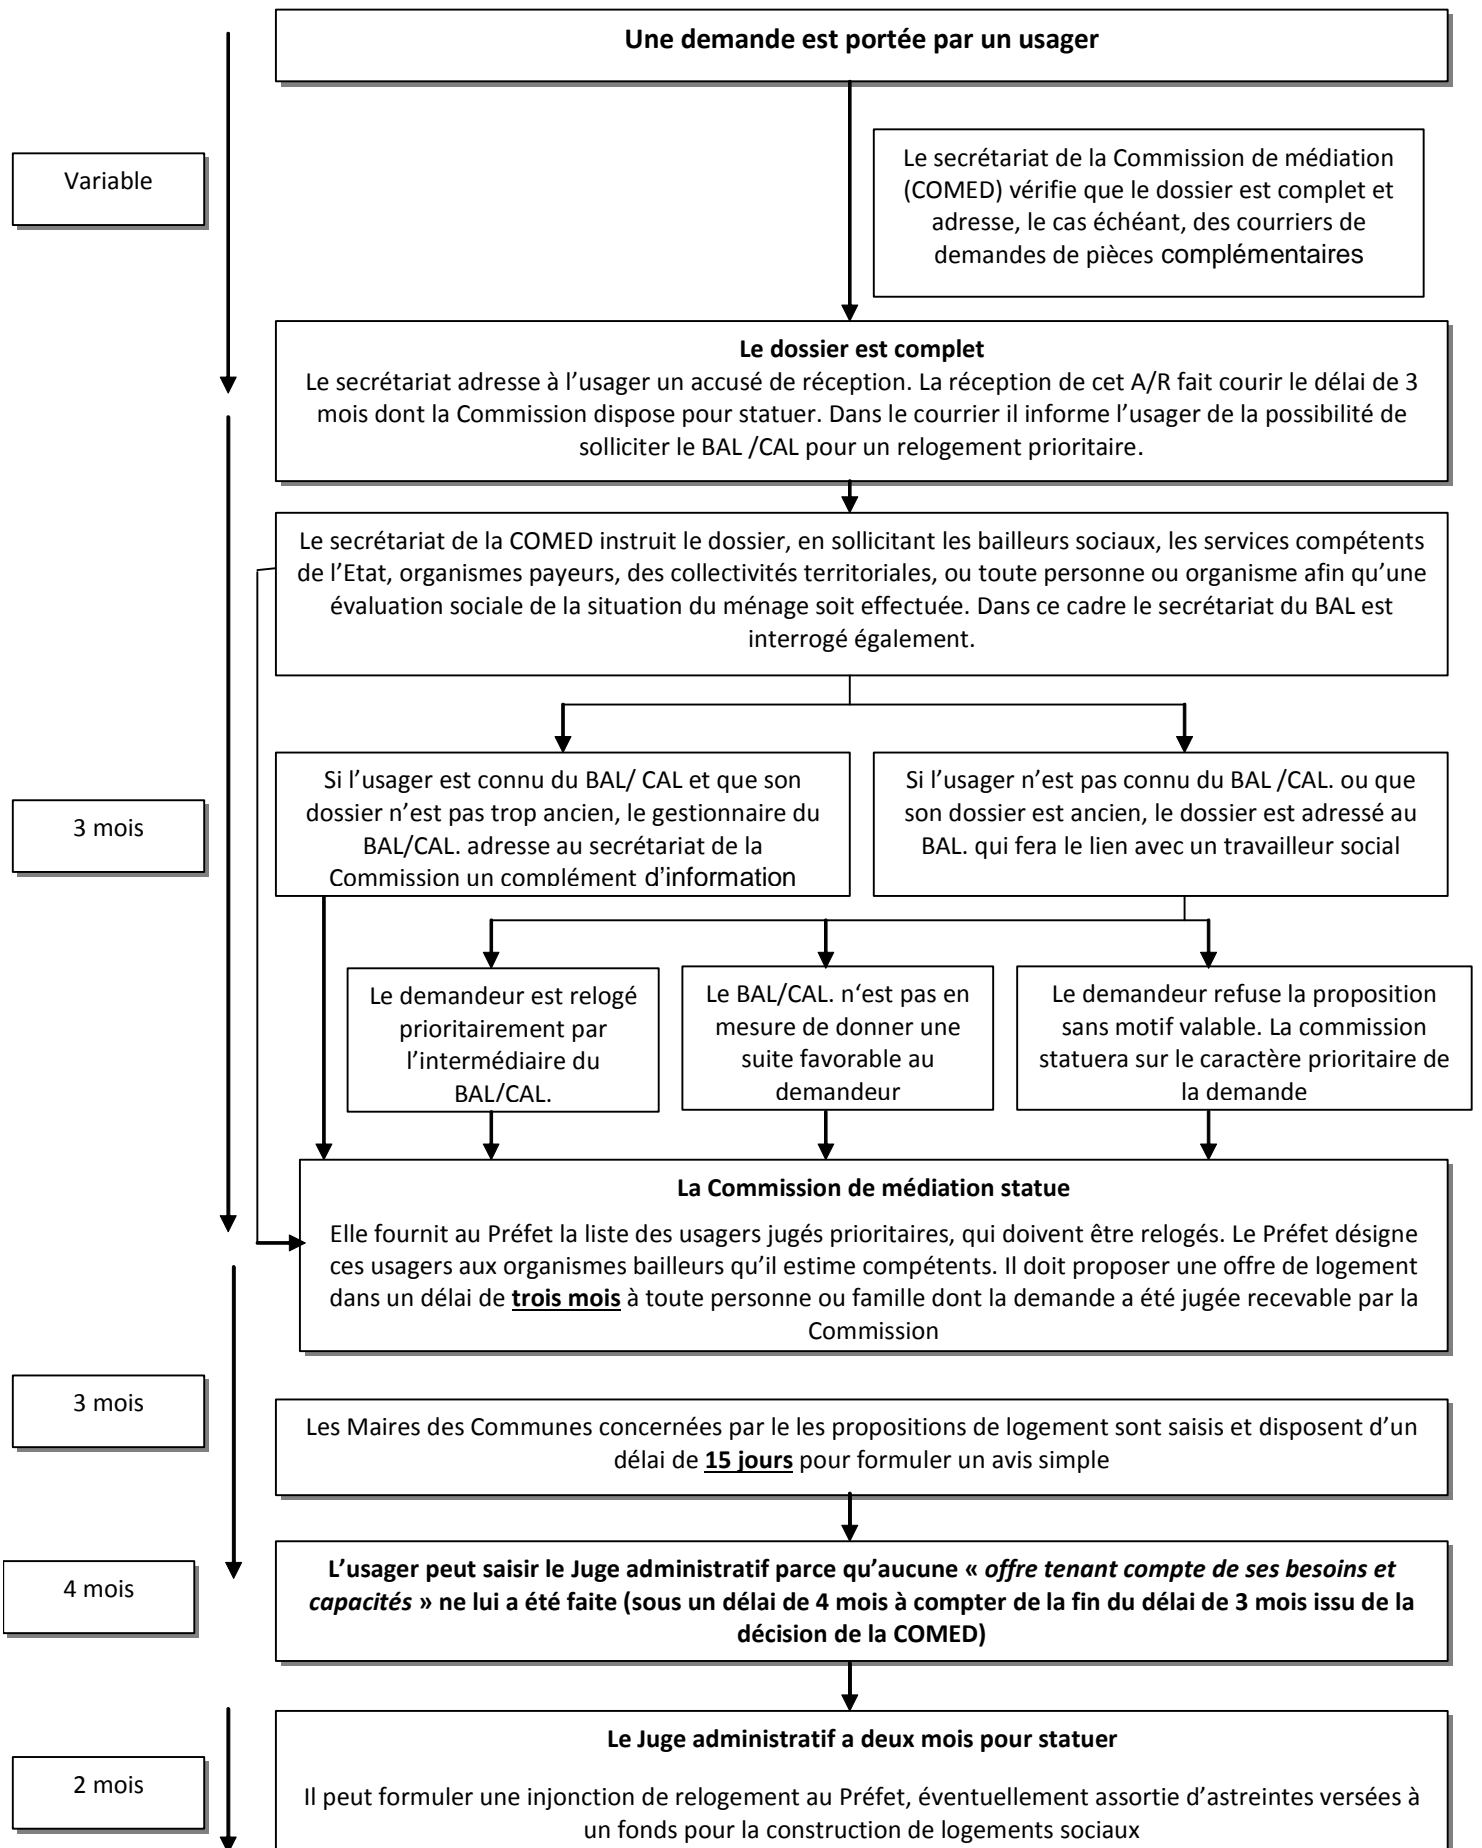 Une demande est portée par un usager
Variable
Le secrétariat de la Commission de médiation
(COMED) vérifie que le dossier est complet et
adresse, le cas échéant, des courriers de
demandes de pièces complémentaires
Le dossier est complet
Le secrétariat adresse à l’usager un accusé de réception. La réception de cet A/R fait courir le délai de 3
mois dont la Commission dispose pour statuer. Dans le courrier il informe l’usager de la possibilité de
solliciter le BAL /CAL pour un relogement prioritaire.
Le secrétariat de la COMED instruit le dossier, en sollicitant les bailleurs sociaux, les services compétents
de l’Etat, organismes payeurs, des collectivités territoriales, ou toute personne ou organisme afin qu’une
évaluation sociale de la situation du ménage soit effectuée. Dans ce cadre le secrétariat du BAL est
interrogé également.
3 mois
Si l’usager est connu du BAL/ CAL et que son
dossier n’est pas trop ancien, le gestionnaire du
BAL/CAL. adresse au secrétariat de la
Commission un complément d’information
Si l’usager n’est pas connu du BAL /CAL. ou que
son dossier est ancien, le dossier est adressé au
BAL. qui fera le lien avec un travailleur social
Le demandeur est relogé
prioritairement par
l’intermédiaire du
BAL/CAL.
Le BAL/CAL. n‘est pas en
mesure de donner une
suite favorable au
demandeur
Le demandeur refuse la proposition
sans motif valable. La commission
statuera sur le caractère prioritaire de
la demande
La Commission de médiation statue
Elle fournit au Préfet la liste des usagers jugés prioritaires, qui doivent être relogés. Le Préfet désigne
ces usagers aux organismes bailleurs qu’il estime compétents. Il doit proposer une offre de logement
dans un délai de trois mois à toute personne ou famille dont la demande a été jugée recevable par la
Commission
3 mois
Les Maires des Communes concernées par le les propositions de logement sont saisis et disposent d’un
délai de 15 jours pour formuler un avis simple
4 mois
L’usager peut saisir le Juge administratif parce qu’aucune « offre tenant compte de ses besoins et
capacités » ne lui a été faite (sous un délai de 4 mois à compter de la fin du délai de 3 mois issu de la
décision de la COMED)
2 mois
Le Juge administratif a deux mois pour statuer
Il peut formuler une injonction de relogement au Préfet, éventuellement assortie d’astreintes versées à
un fonds pour la construction de logements sociaux